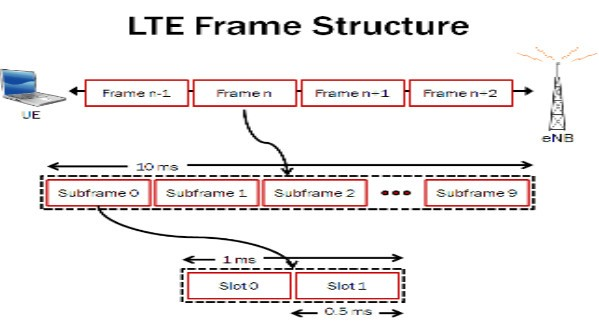 LTE Frame Structure
Frame n-1 Frame n Frame n+1 Frame n+2
UE
eNB
10 ms
Subframe 0 Subframe 1 Subframe 2 ••• Subframe 9
1 ms
Slot 0 Slot 1
0.5 ms